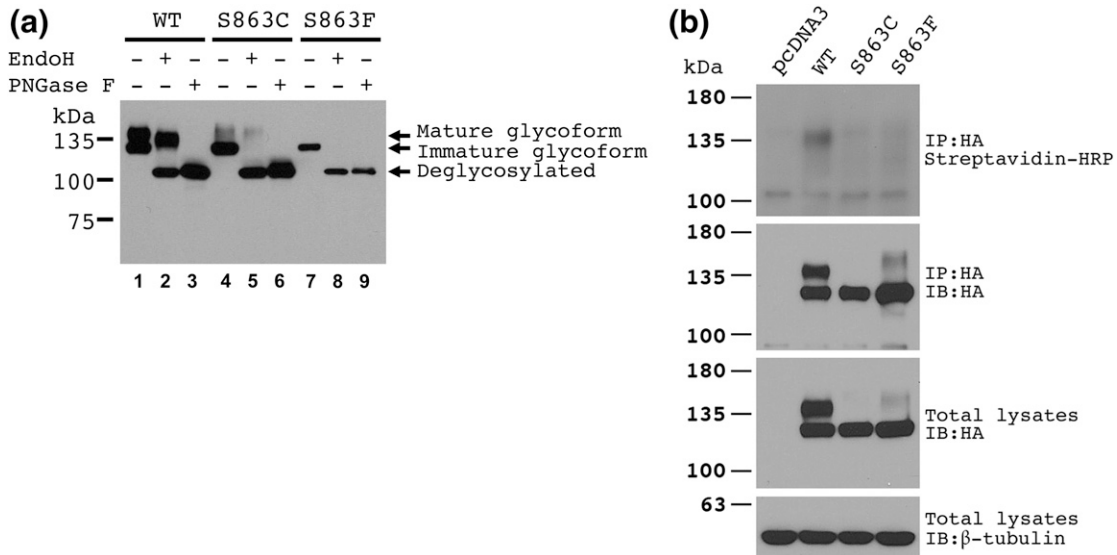 (a)
WT S863C S863F
EndoH − + − − + − − + −
PNGase F − − + − − + − − +
kDa
135
100
75
Mature glycoform
Immature glycoform
Deglycosylated
1 2 3 4 5 6 7 8 9
(b)
pcDNA3 WT S863C S863F
kDa
180
135
100
IP:HA
Streptavidin-HRP
180
135
100
IP:HA
IB:HA
180
135
100
Total lysates
IB:HA
63
Total lysates
IB:β-tubulin